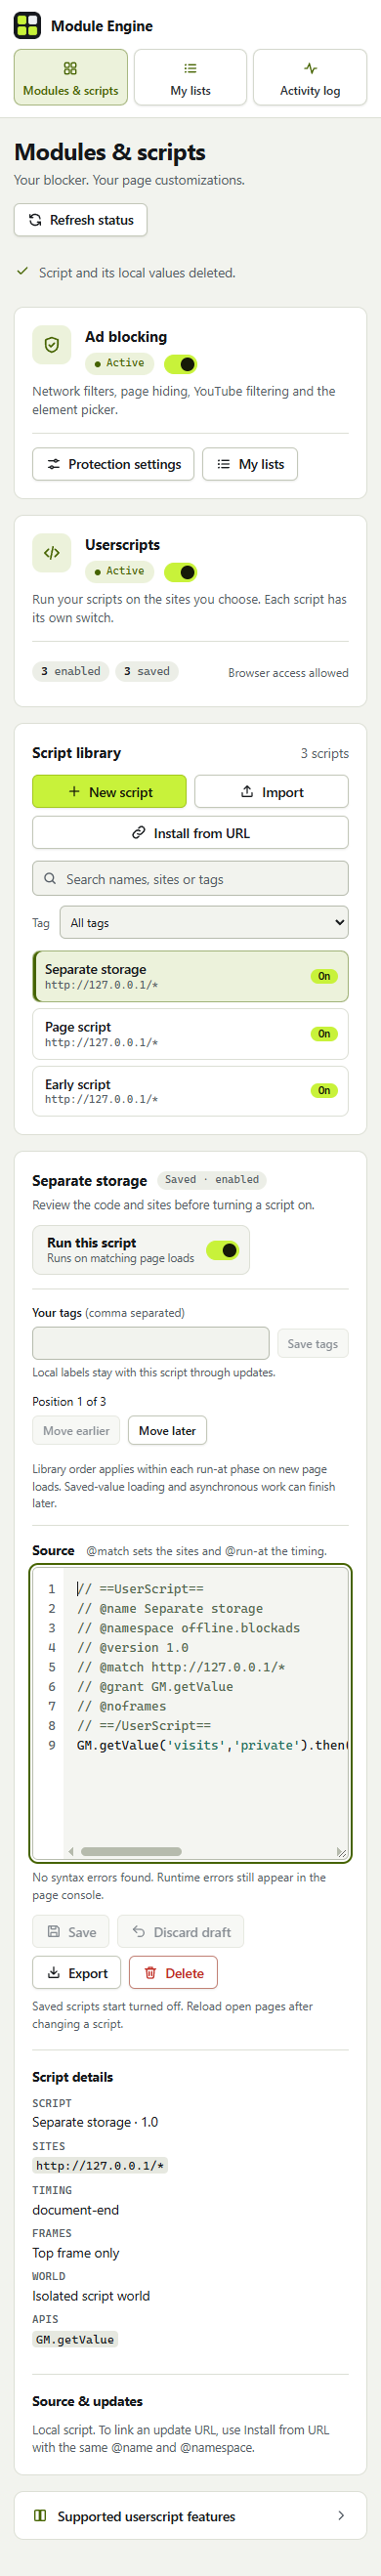 Module Engine
Modules & scripts
My lists
Activity log
Modules & scripts
Your blocker. Your page customizations.
Refresh status
Script and its local values deleted.
Ad blocking
Active
Network filters, page hiding, YouTube filtering and the
element picker.
Protection settings
My lists
Userscripts
Active
Run your scripts on the sites you choose. Each script has
its own switch.
3 enabled
3 saved
Browser access allowed
Script library
3 scripts
New script
Import
Install from URL
Search names, sites or tags
Tag
All tags
Separate storage
http://127.0.0.1/*
On
Page script
http://127.0.0.1/*
On
Early script
http://127.0.0.1/*
On
Separate storage
Saved · enabled
Review the code and sites before turning a script on.
Run this script
Runs on matching page loads
Your tags (comma separated)
Save tags
Local labels stay with this script through updates.
Position 1 of 3
Move earlier
Move later
Library order applies within each run-at phase on new page
loads. Saved-value loading and asynchronous work can finish
later.
Source
@match sets the sites and @run-at the timing.
1 // ==UserScript==
2 // @name Separate storage
3 // @namespace offline.blockads
4 // @version 1.0
5 // @match http://127.0.0.1/*
6 // @grant GM.getValue
7 // @noframes
8 // ==/UserScript==
9 GM.getValue('visits','private').then(
No syntax errors found. Runtime errors still appear in the
page console.
Save
Discard draft
Export
Delete
Saved scripts start turned off. Reload open pages after
changing a script.
Script details
SCRIPT
Separate storage · 1.0
SITES
http://127.0.0.1/*
TIMING
document-end
FRAMES
Top frame only
WORLD
Isolated script world
APIS
GM.getValue
Source & updates
Local script. To link an update URL, use Install from URL
with the same @name and @namespace.
Supported userscript features